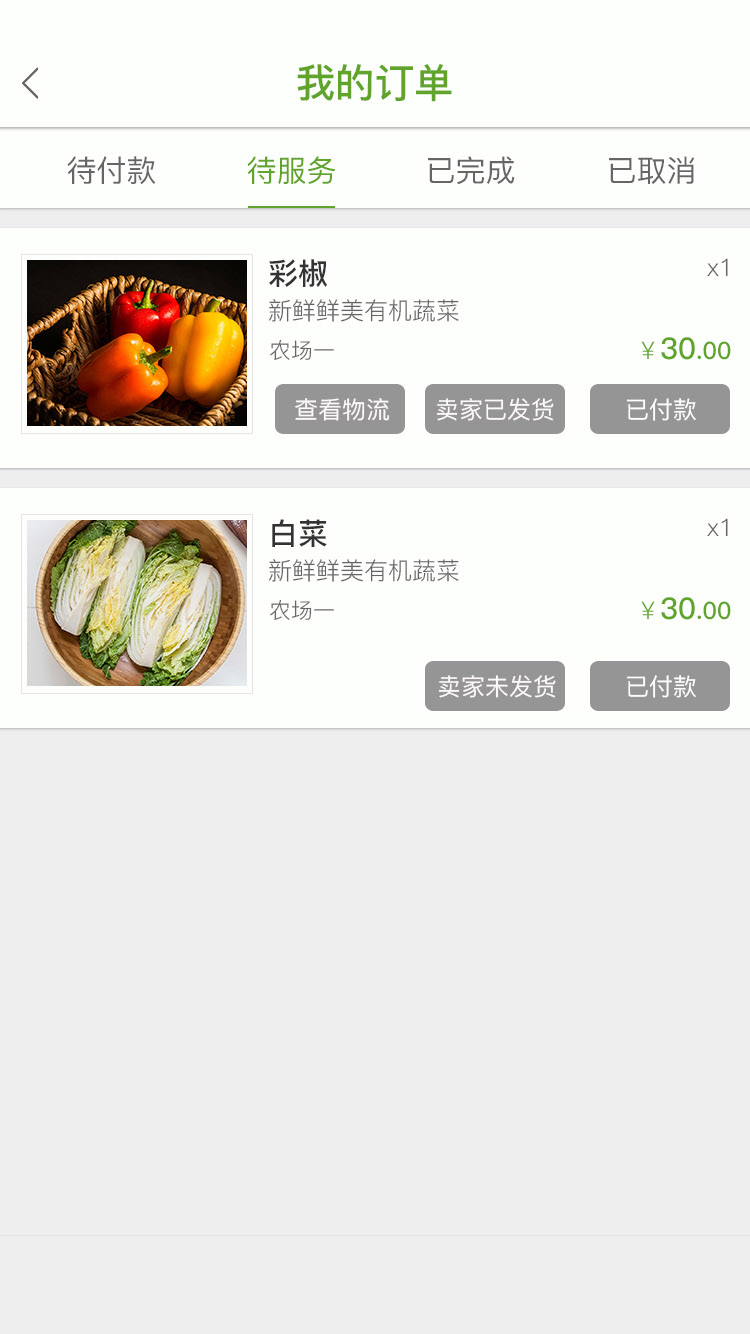 我的订单
待付款 待服务 已完成 已取消
彩椒 x1
新鲜鲜美有机蔬菜
农场一 ¥30.00
查看物流 卖家已发货 已付款
白菜 x1
新鲜鲜美有机蔬菜
农场一 ¥30.00
卖家未发货 已付款